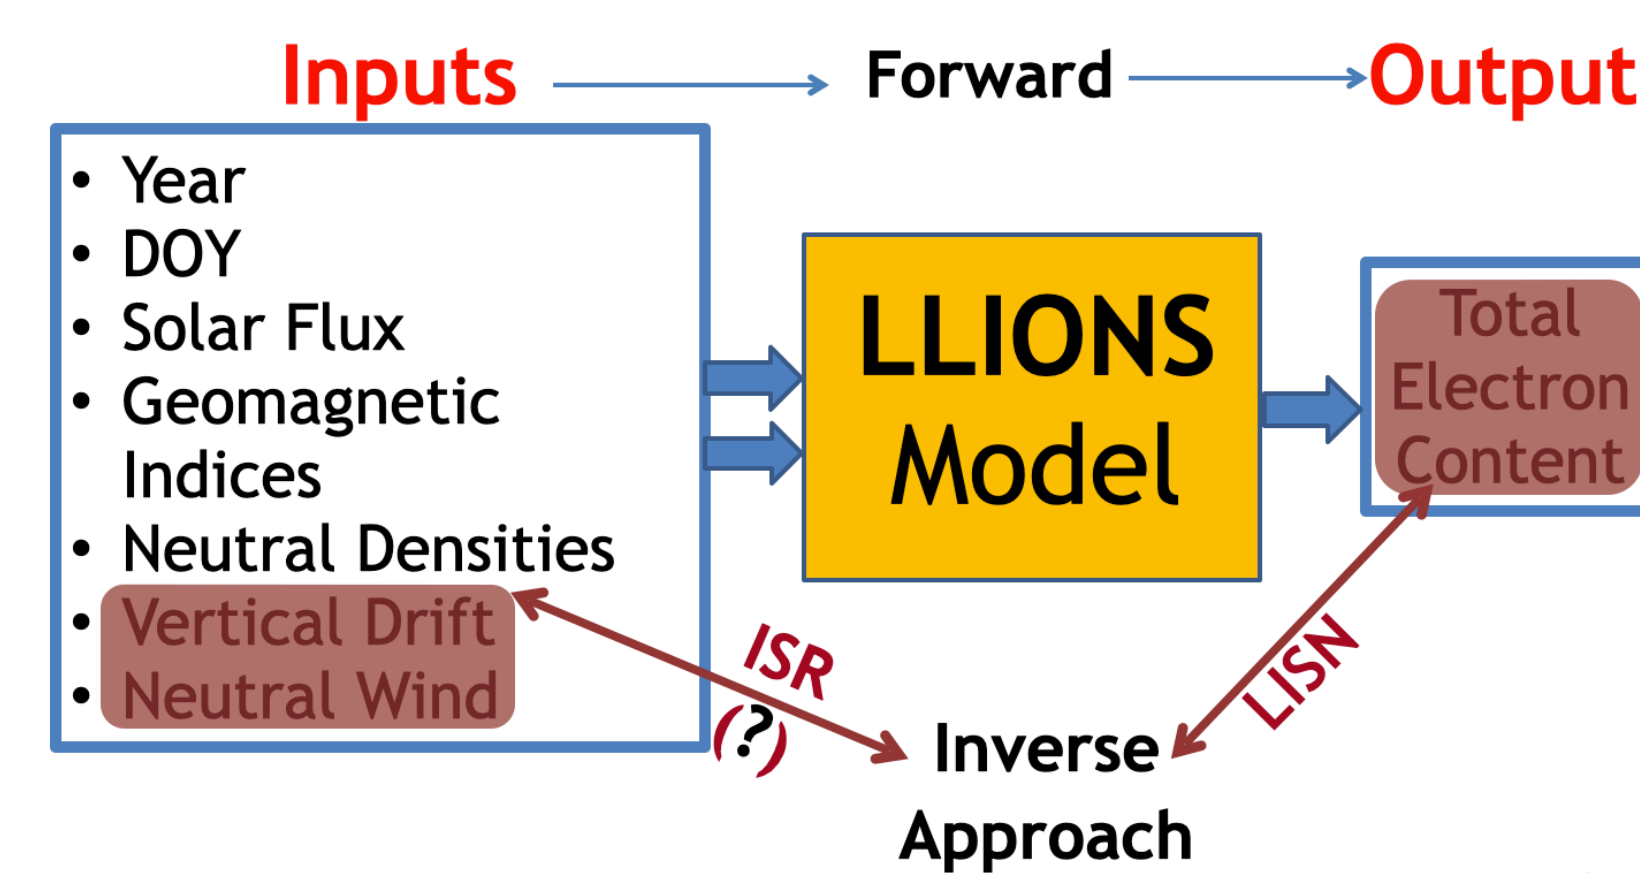 Inputs
Forward
Output
• Year
• DOY
• Solar Flux
• Geomagnetic
Indices
• Neutral Densities
• Vertical Drift
• Neutral Wind
LLIONS
Model
Total
Electron
Content
ISR
(?)
LISN
Inverse
Approach